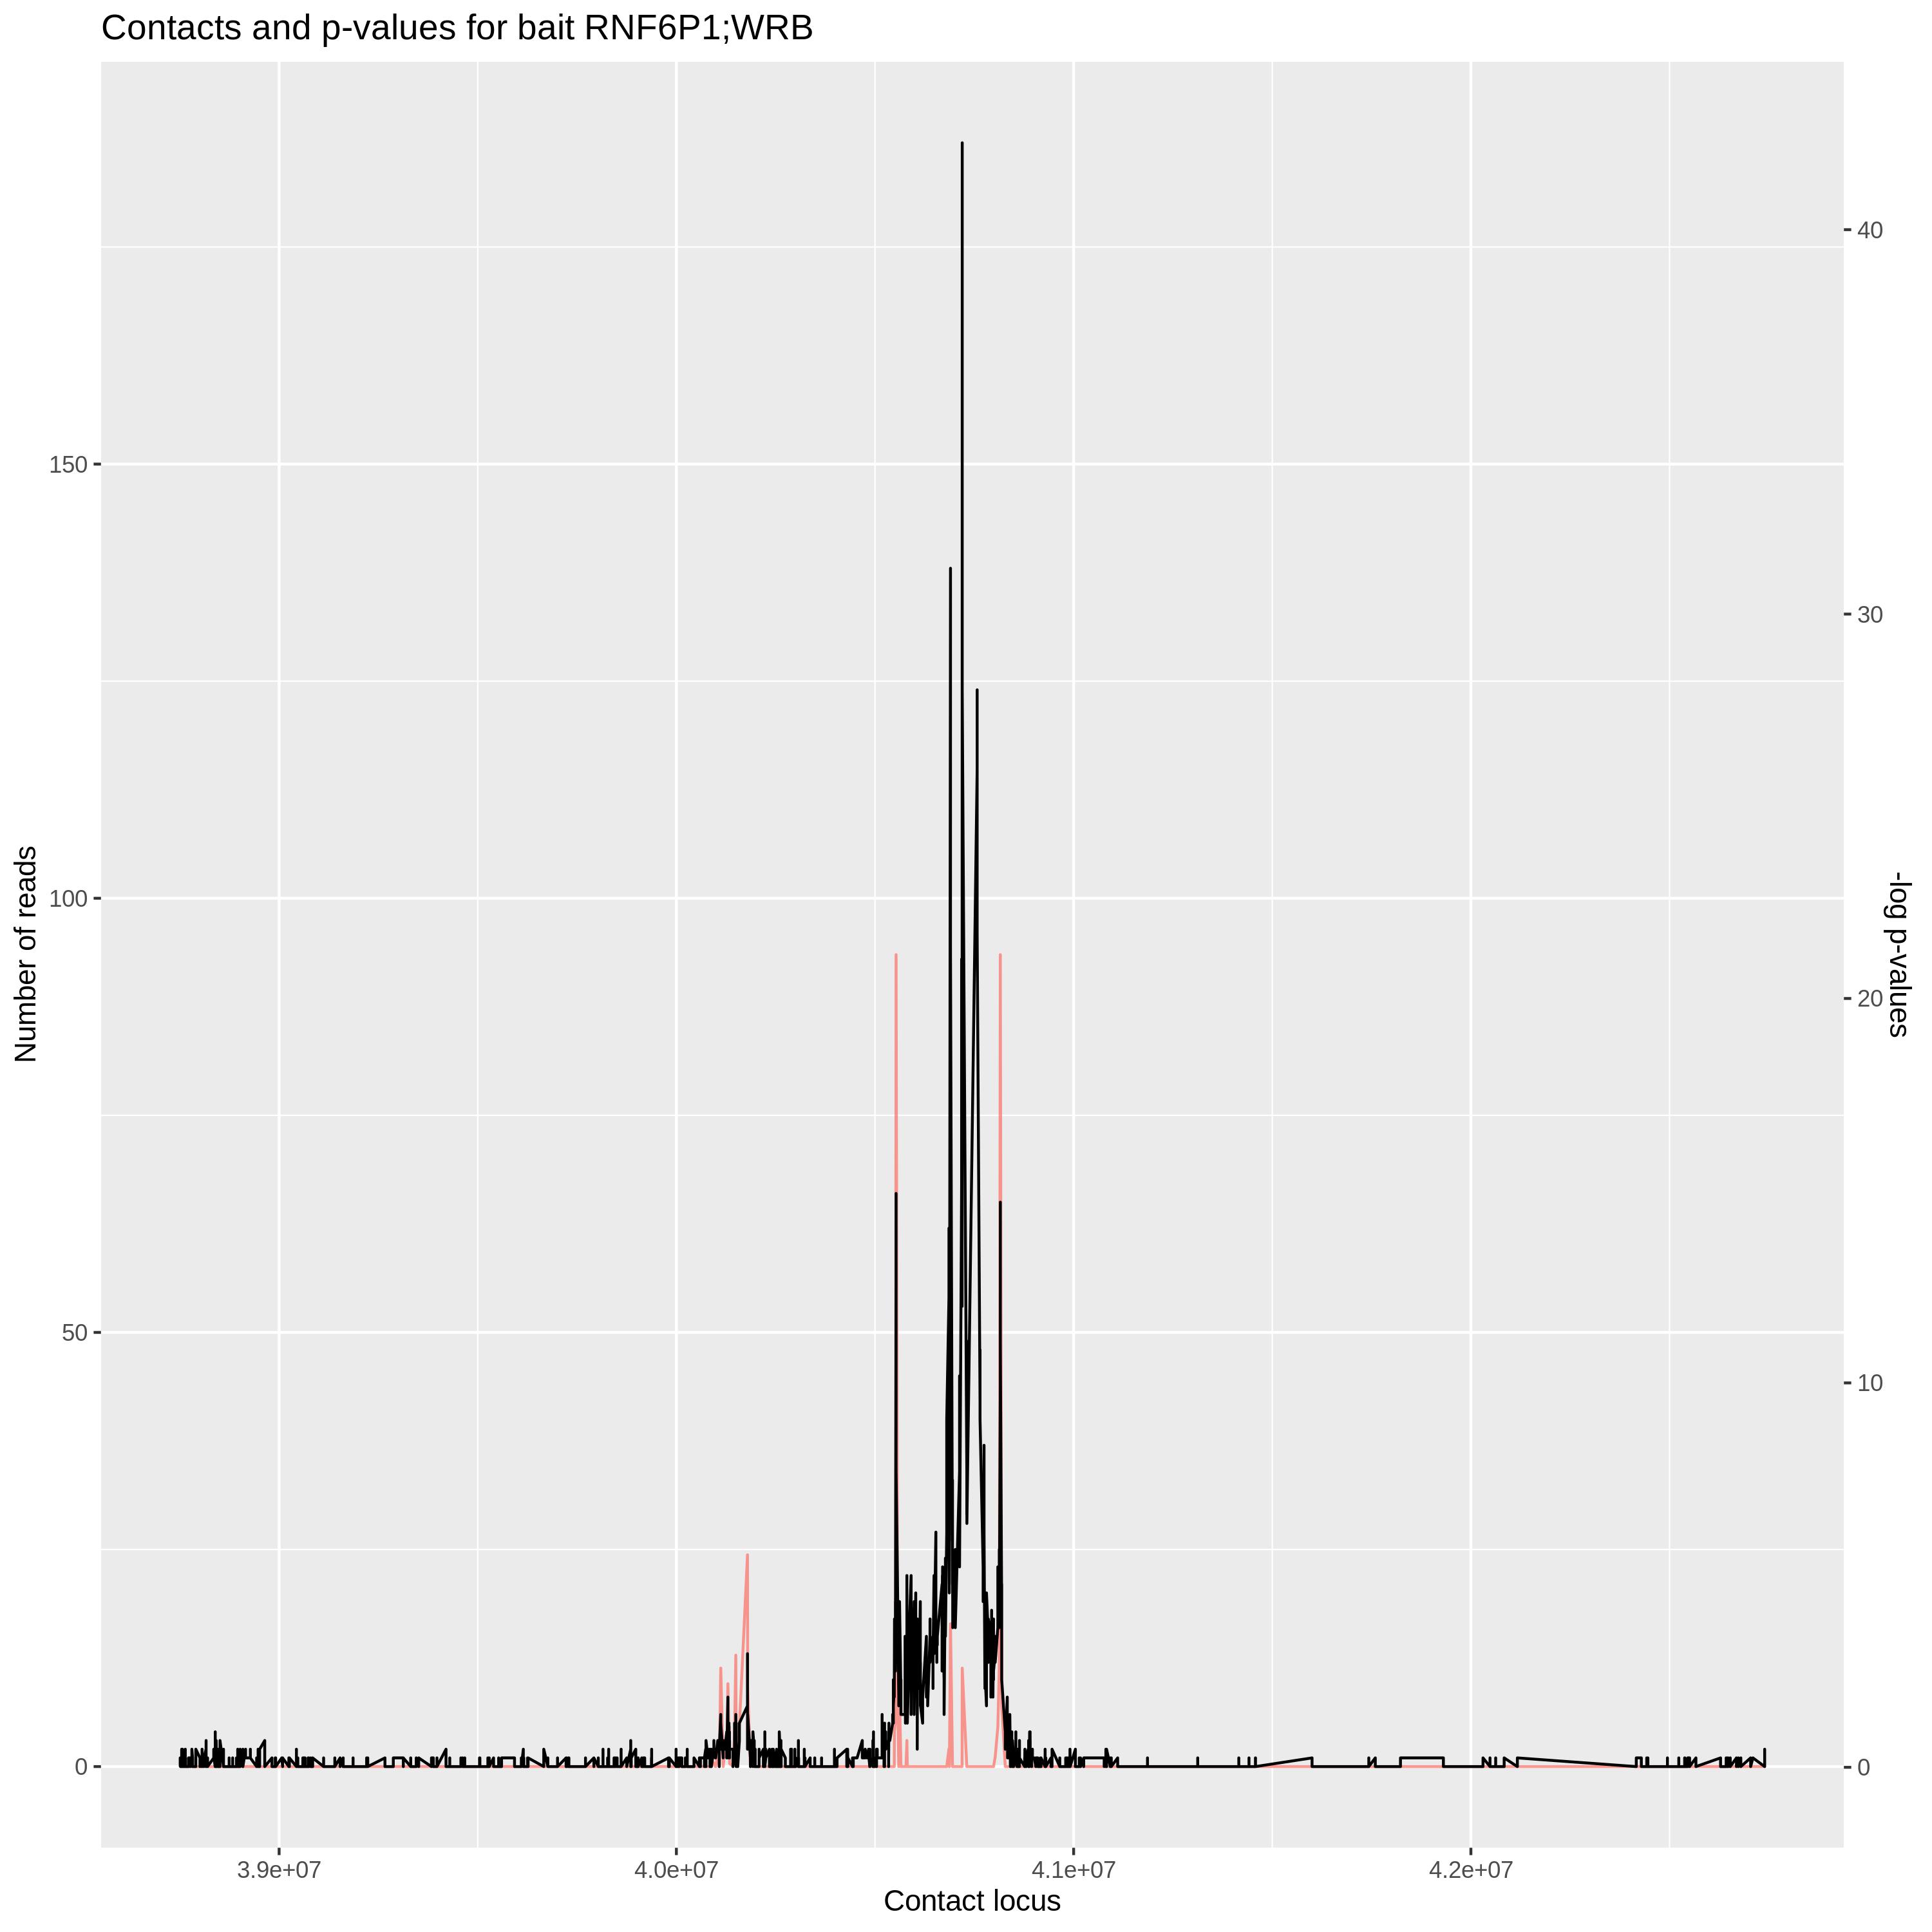 Contacts and p-values for bait RNF6P1;WRB
Number of reads
150
100
50
0
40
30
20
10
0
-log p-values
3.9e+07 4.0e+07 4.1e+07 4.2e+07
Contact locus